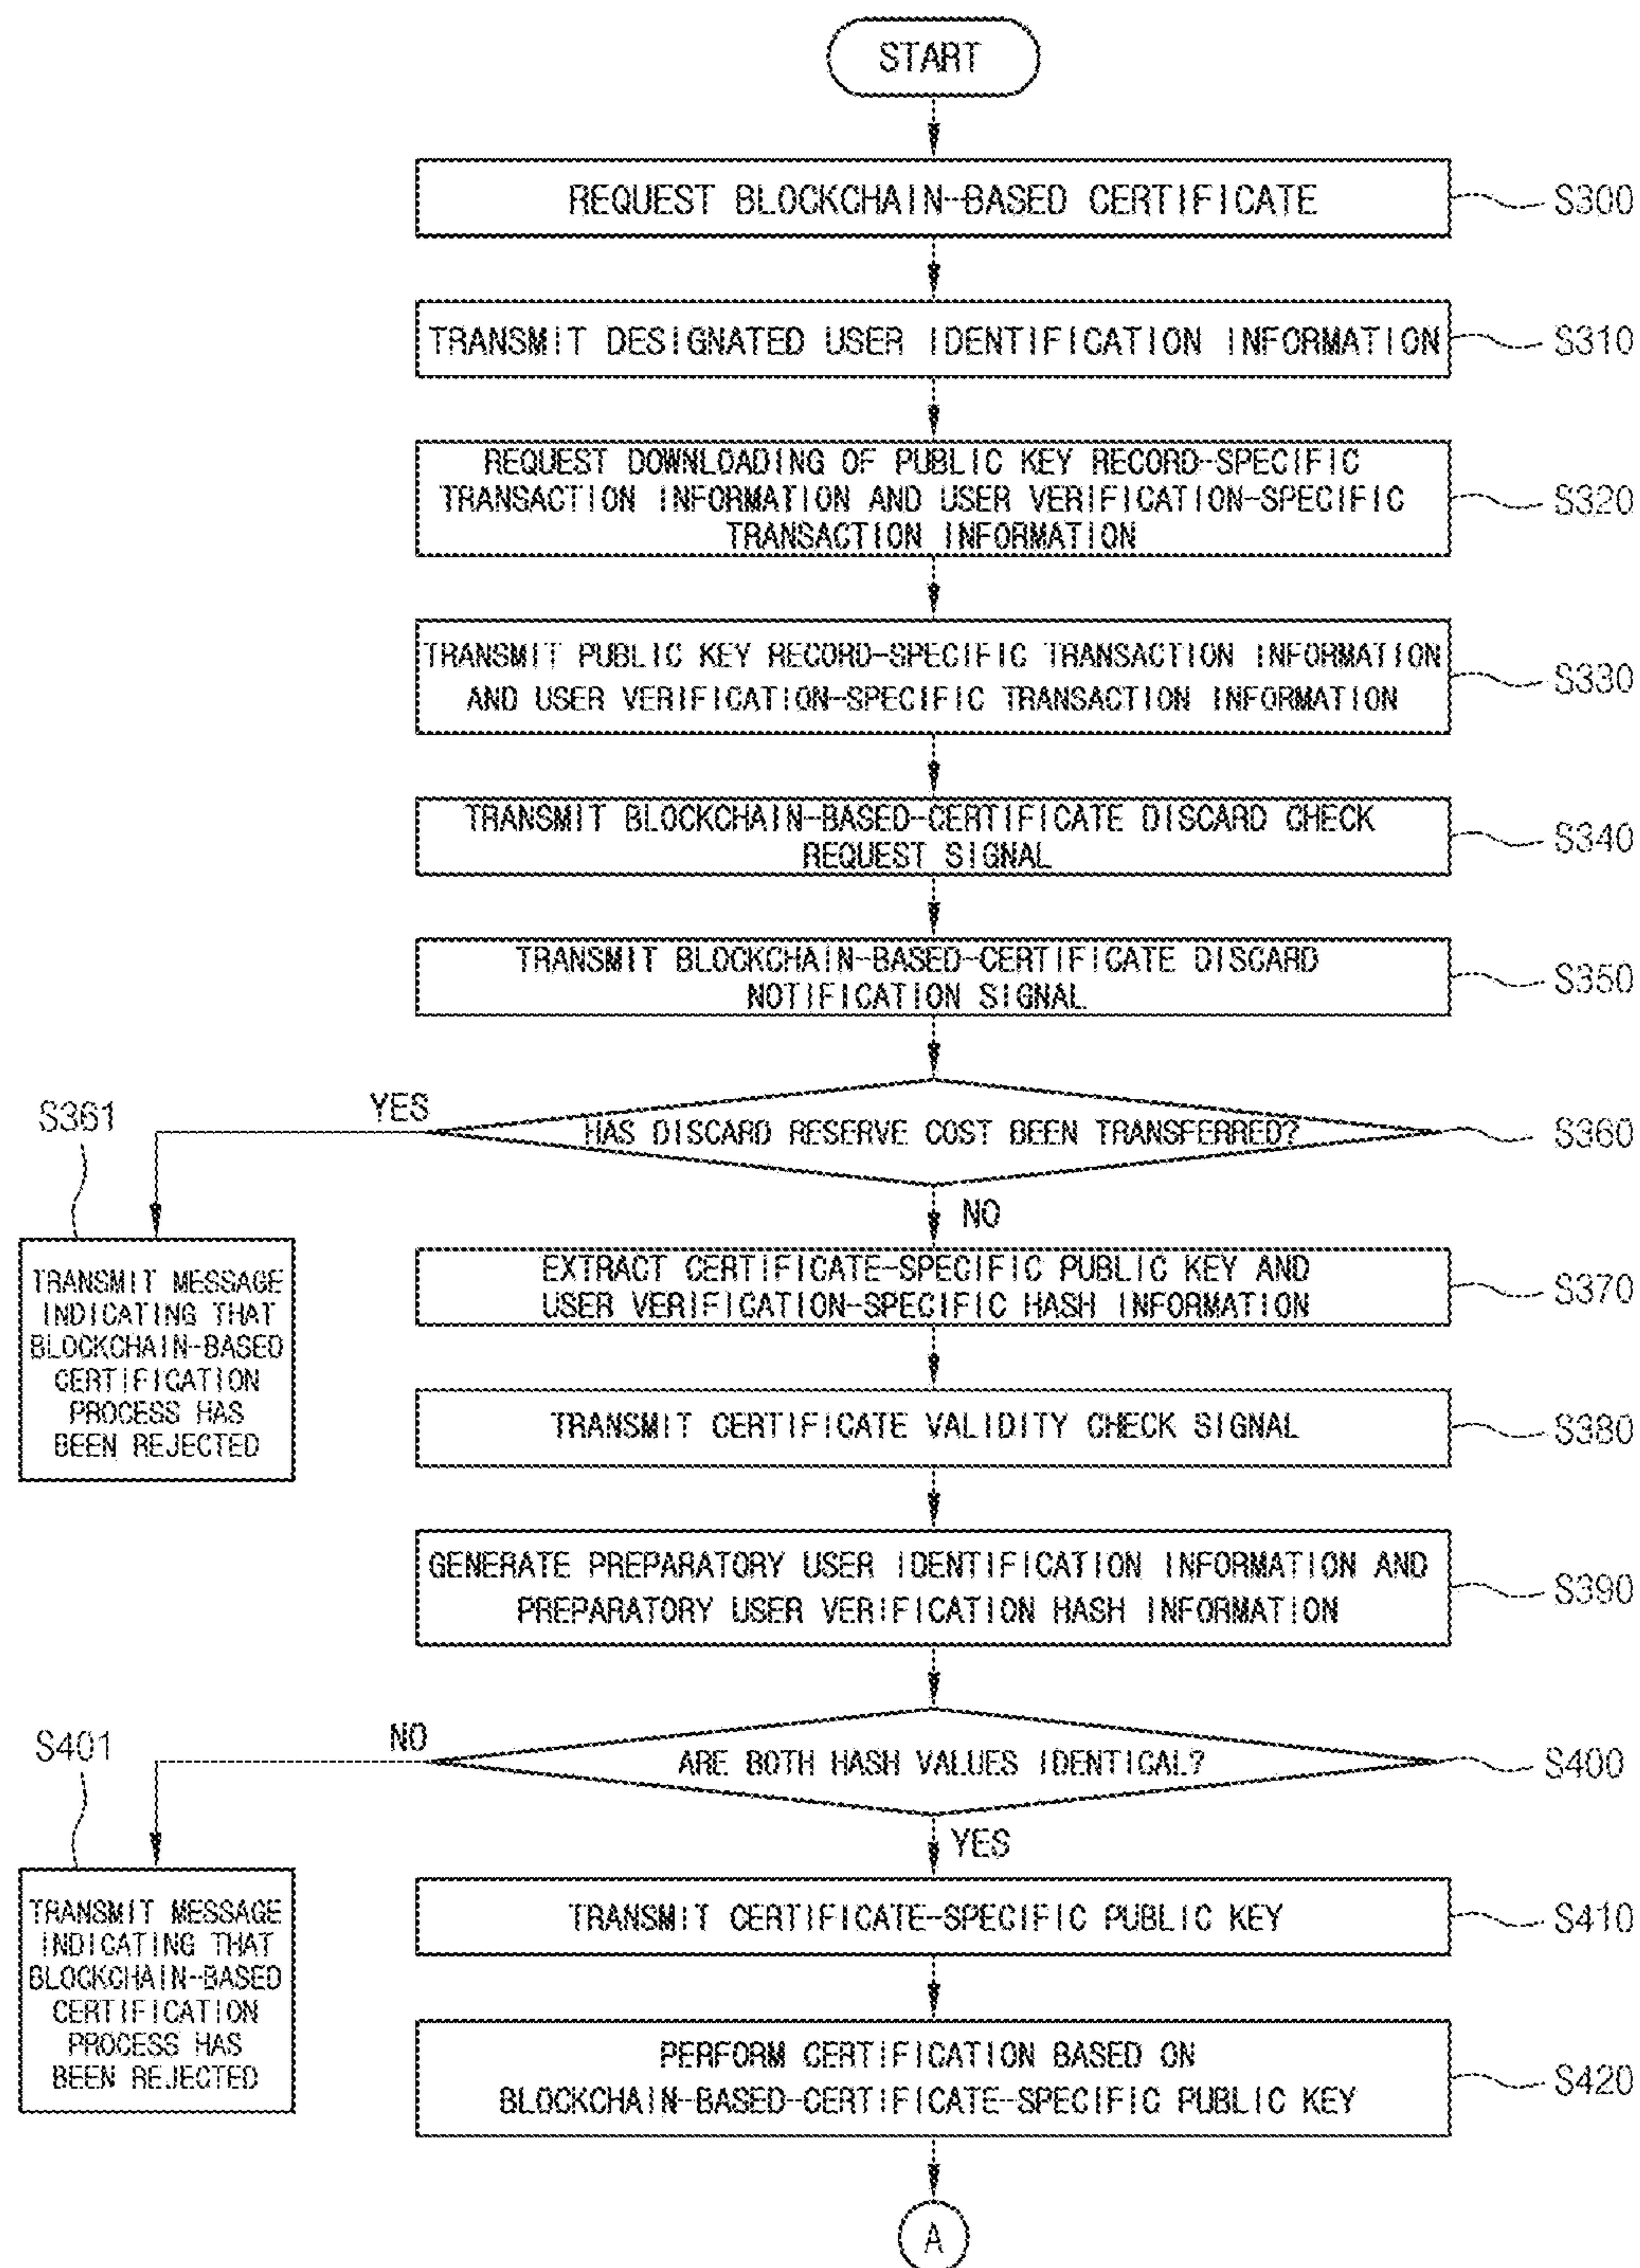 START
REQUEST BLOCKCHAIN-BASED CERTIFICATE
S300
TRANSMIT DESIGNATED USER IDENTIFICATION INFORMATION
S310
REQUEST DOWNLOADING OF PUBLIC KEY RECORD-SPECIFIC
TRANSACTION INFORMATION AND USER VERIFICATION-SPECIFIC
TRANSACTION INFORMATION
S320
TRANSMIT PUBLIC KEY RECORD-SPECIFIC TRANSACTION INFORMATION
AND USER VERIFICATION-SPECIFIC TRANSACTION INFORMATION
S330
TRANSMIT BLOCKCHAIN-BASED-CERTIFICATE DISCARD CHECK
REQUEST SIGNAL
S340
TRANSMIT BLOCKCHAIN-BASED-CERTIFICATE DISCARD
NOTIFICATION SIGNAL
S350
HAS DISCARD RESERVE COST BEEN TRANSFERRED?
S360
YES
S361
TRANSMIT MESSAGE
INDICATING THAT
BLOCKCHAIN-BASED
CERTIFICATION
PROCESS HAS
BEEN REJECTED
NO
EXTRACT CERTIFICATE-SPECIFIC PUBLIC KEY AND
USER VERIFICATION-SPECIFIC HASH INFORMATION
S370
TRANSMIT CERTIFICATE VALIDITY CHECK SIGNAL
S380
GENERATE PREPARATORY USER IDENTIFICATION INFORMATION AND
PREPARATORY USER VERIFICATION HASH INFORMATION
S390
ARE BOTH HASH VALUES IDENTICAL?
S400
NO
S401
TRANSMIT MESSAGE
INDICATING THAT
BLOCKCHAIN-BASED
CERTIFICATION
PROCESS HAS
BEEN REJECTED
YES
TRANSMIT CERTIFICATE-SPECIFIC PUBLIC KEY
S410
PERFORM CERTIFICATION BASED ON
BLOCKCHAIN-BASED-CERTIFICATE-SPECIFIC PUBLIC KEY
S420
A